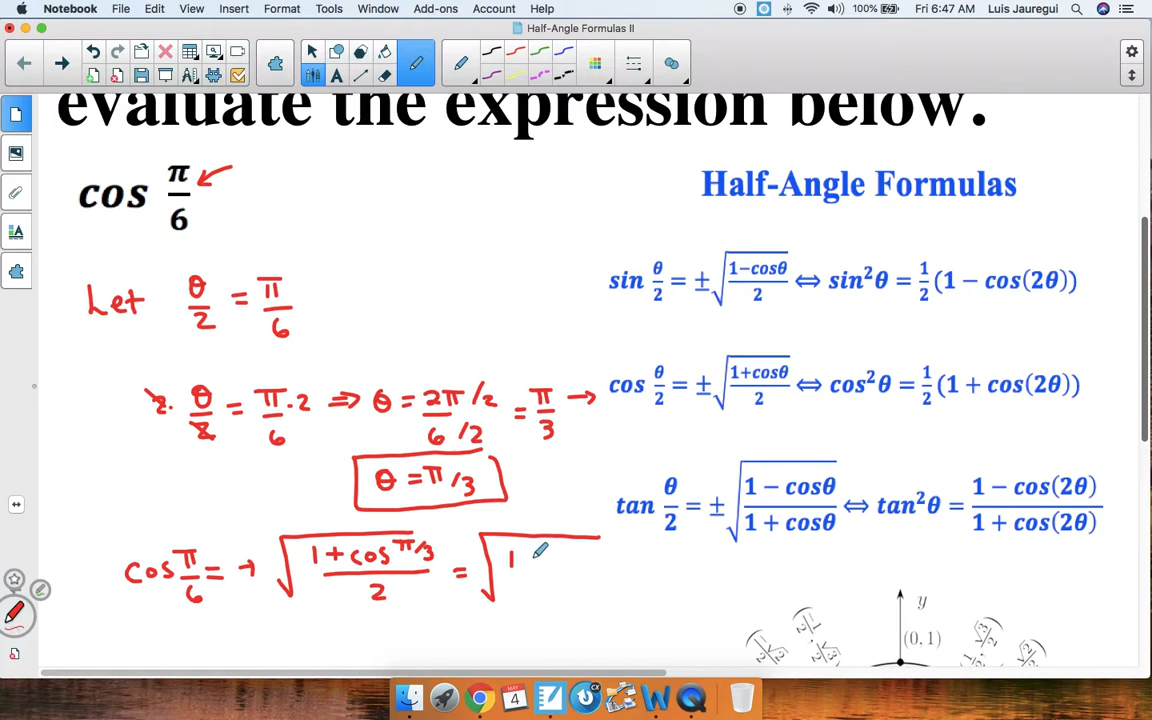 Notebook File Edit View Insert Format Tools Window Add-ons Account Help 100% Fri 6:47 AM Luis Jauregui
Half-Angle Formulas II
evaluate the expression below.
cos π/6
Half-Angle Formulas
Let θ/2 = π/6
sin θ/2 = ±√((1−cosθ)/2) ⇔ sin²θ = 1/2 (1 − cos(2θ))
2· θ/2 = π/6 · 2 ⇒ θ = 2π/2 / 6/2 = π/3 →
cos θ/2 = ±√((1+cosθ)/2) ⇔ cos²θ = 1/2 (1 + cos(2θ))
θ = π/3
tan θ/2 = ±√((1 − cosθ)/(1 + cosθ)) ⇔ tan²θ = (1 − cos(2θ))/(1 + cos(2θ))
cos π/6 = + √((1 + cos π/3)/2) = √(1
y
(0, 1)
MAY
4